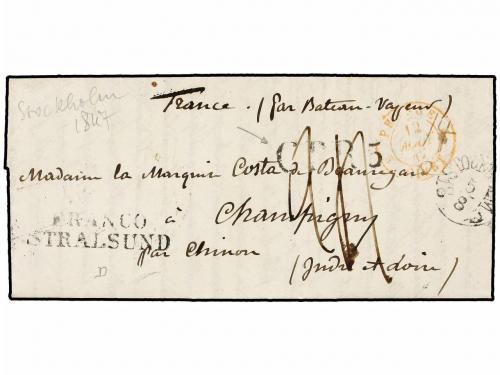 Stockholm
1847
France. (par Bateau-Vapeur)
C.P.R 5
Madame la Marquise Costa de Beauregard
FRANCO
STRALSUND
à
Champigny
par Chinon
(Indre et Loire)
D